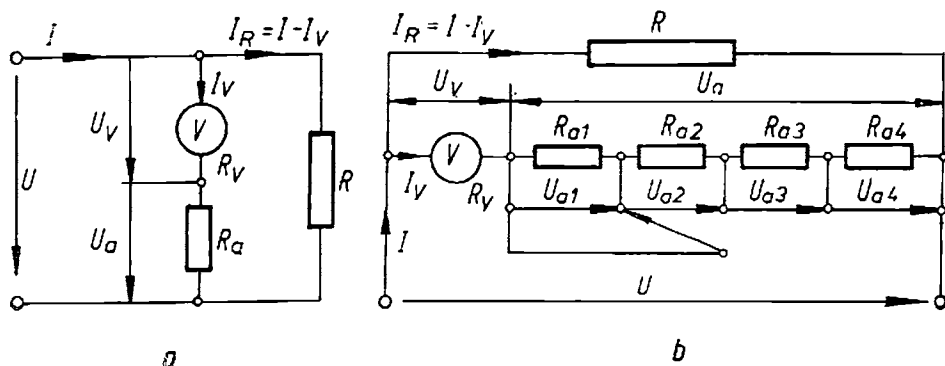 I
I_R = I - I_V
I_V
U_V
V
R_V
R
U
U_a
R_a
a
I_R = I - I_V
R
U_V
U_a
R_a1 R_a2 R_a3 R_a4
V
I_V
R_V
U_a1 U_a2 U_a3 U_a4
I
U
b